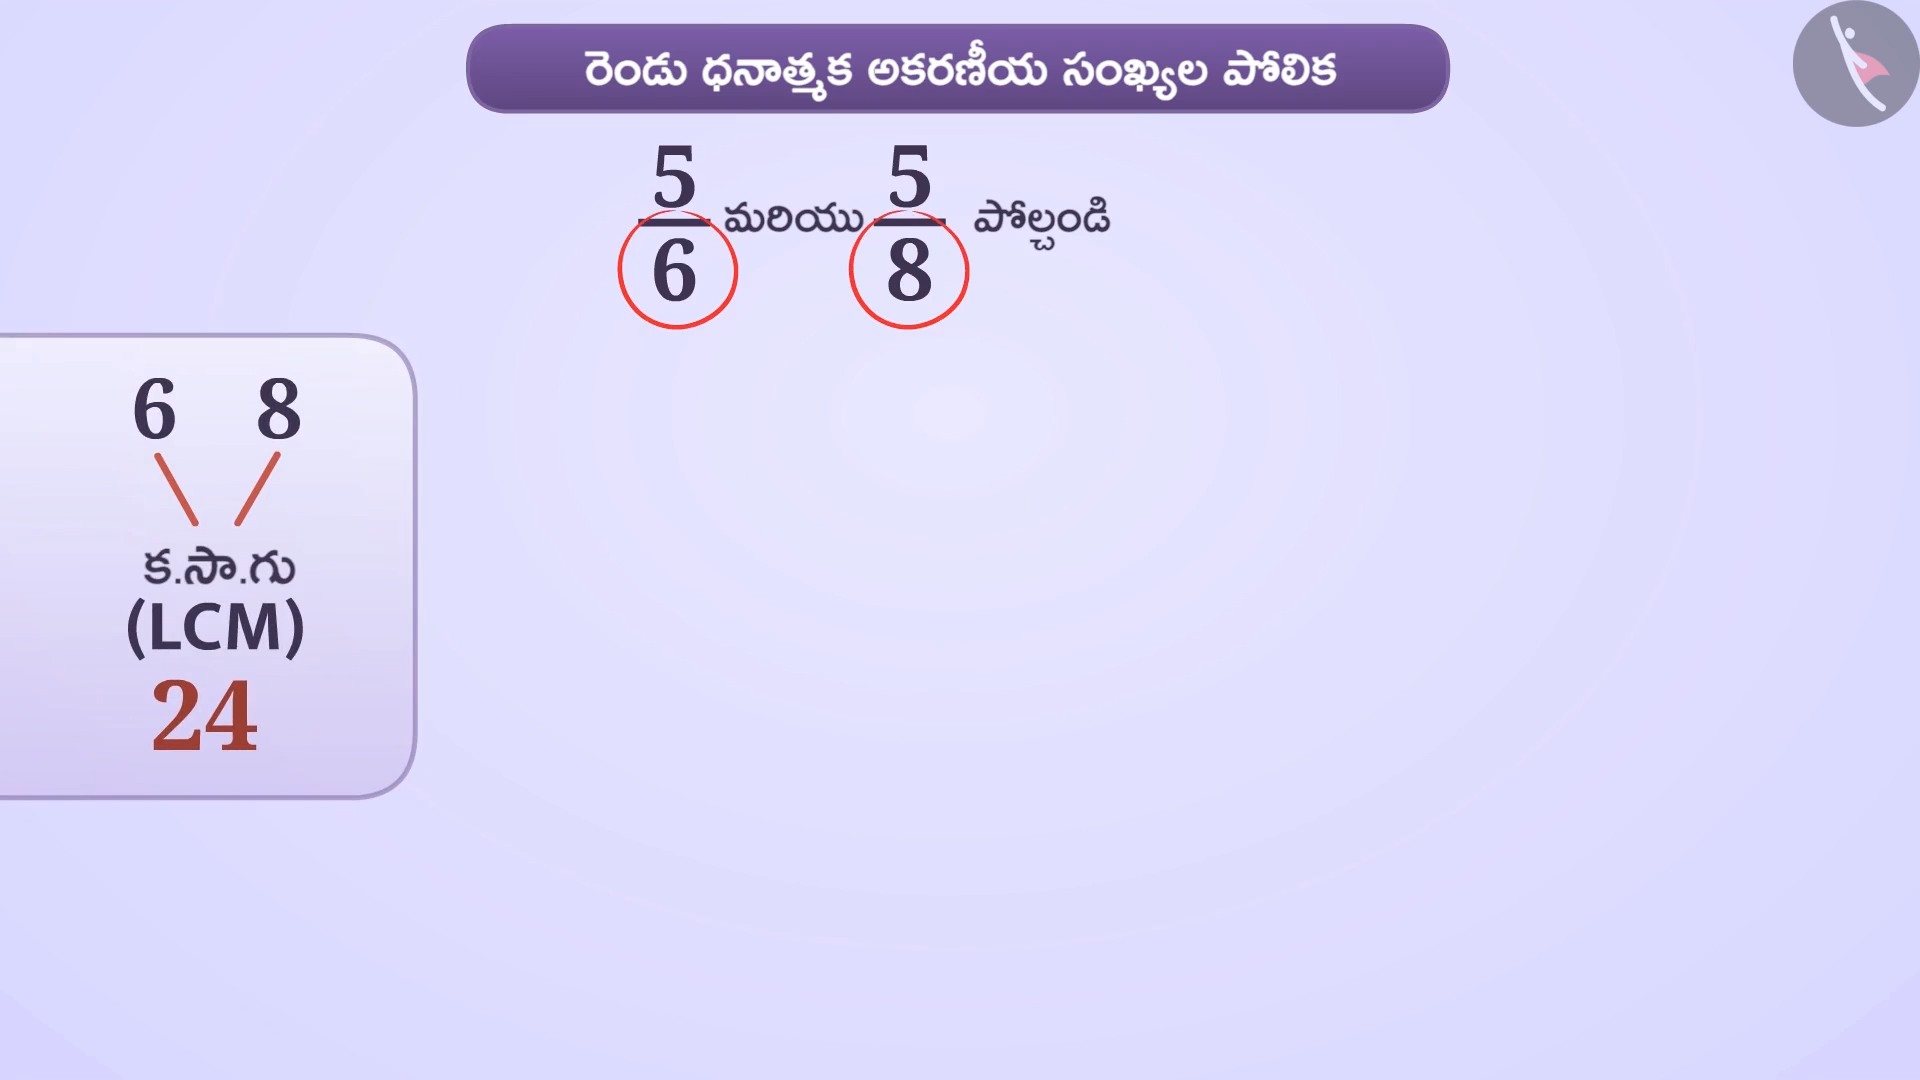 రెండు ధనాత్మక అకరణీయ సంఖ్యల పోలిక
5/6 మరియు 5/8 పోల్చండి
6 8
క.సా.గు
(LCM)
24